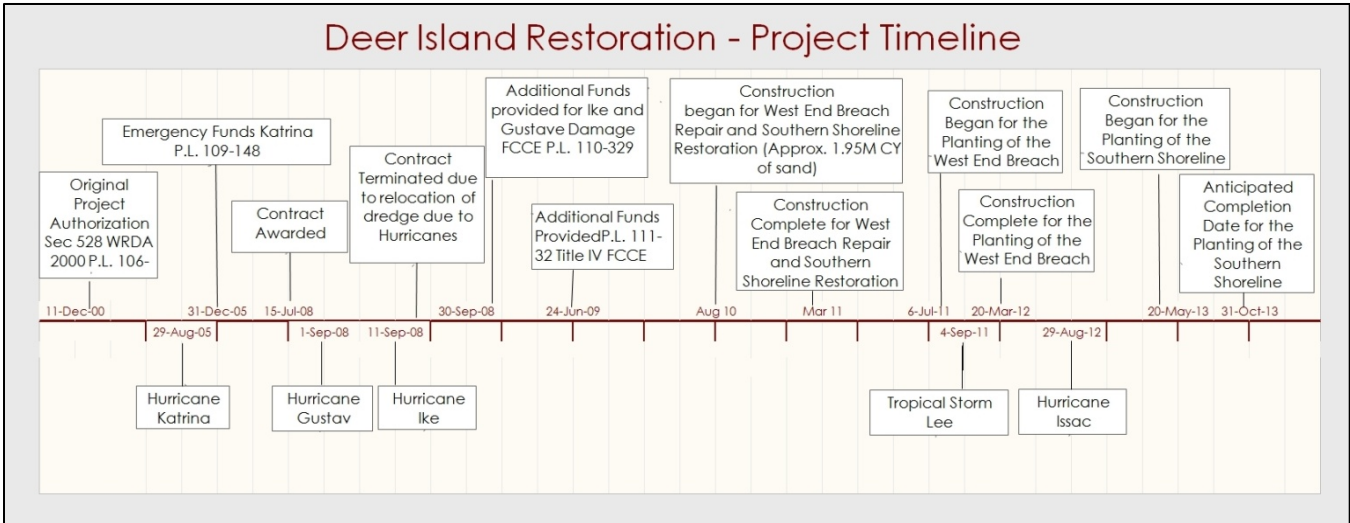 Deer Island Restoration - Project Timeline
Original
Project
Authorization
Sec 528 WRDA
2000 P.L. 106-
Emergency Funds Katrina
P.L. 109-148
Contract
Awarded
Contract
Terminated due
to relocation of
dredge due to
Hurricanes
Additional Funds
provided for Ike and
Gustave Damage
FCCE P.L. 110-329
Additional Funds
ProvidedP.L. 111-
32 Title IV FCCE
Construction
began for West End Breach
Repair and Southern Shoreline
Restoration (Approx. 1.95M CY
of sand)
Construction
Complete for West
End Breach Repair
and Southern
Shoreline Restoration
Construction
Began for the
Planting of the
West End Breach
Construction
Complete for the
Planting of the
West End Breach
Construction
Began for the
Planting of the
Southern Shoreline
Anticipated
Completion
Date for the
Planting of the
Southern
Shoreline
11-Dec-00
31-Dec-05
15-Jul-08
30-Sep-08
24-Jun-09
Aug 10
Mar 11
6-Jul-11
20-Mar-12
20-May-13
31-Oct-13
29-Aug-05
1-Sep-08
11-Sep-08
4-Sep-11
29-Aug-12
Hurricane
Katrina
Hurricane
Gustav
Hurricane
Ike
Tropical Storm
Lee
Hurricane
Issac